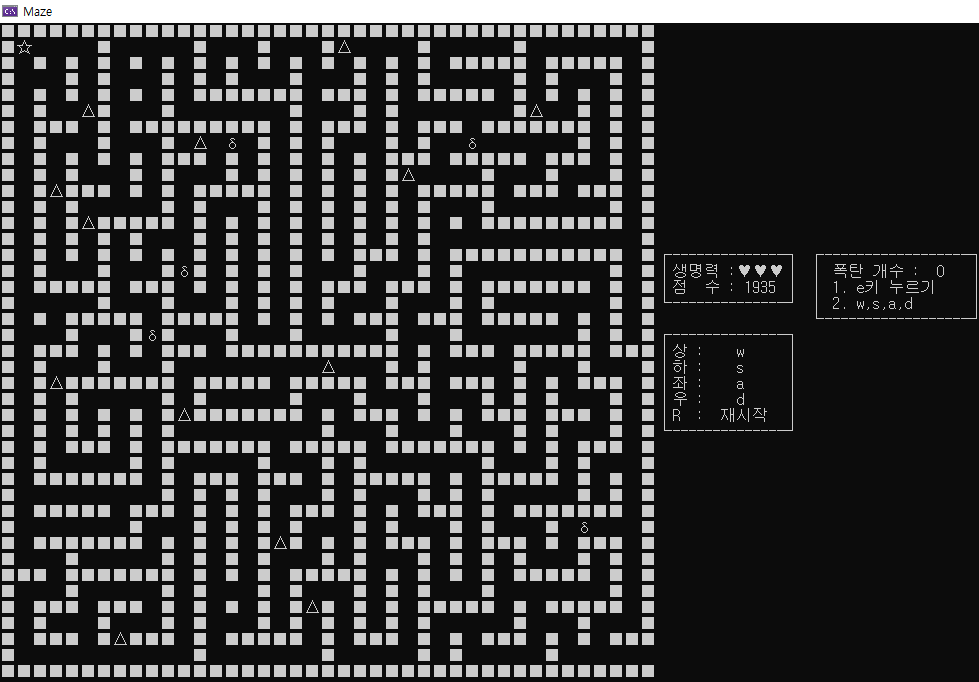 Maze
생명력 : ♥ ♥ ♥
점 수 : 1935
폭탄 개수 : 0
1. e키 누르기
2. w,s,a,d
상 : w
하 : s
좌 : a
우 : d
R : 재시작